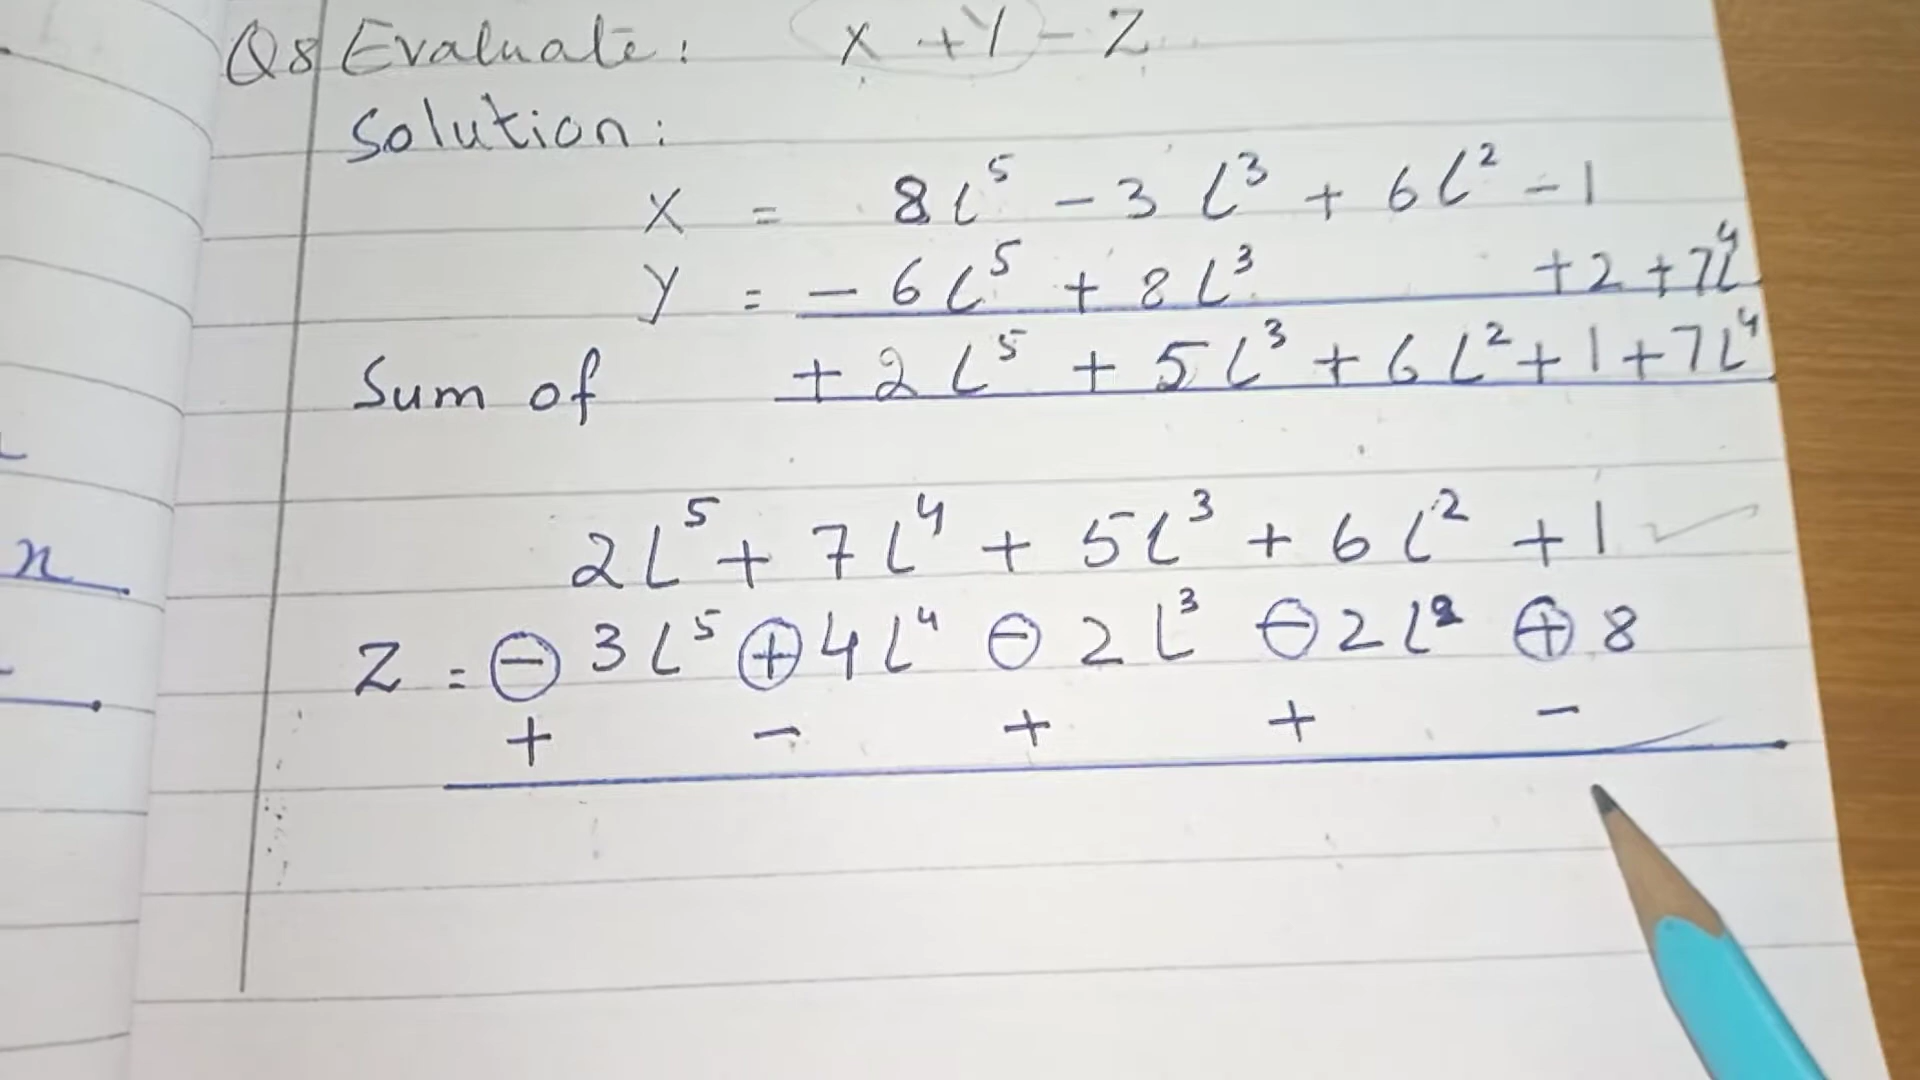 Q8 Evaluate: X + Y - Z
Solution:
X = 8l⁵ - 3l³ + 6l² - 1
Y = - 6l⁵ + 8l³ + 2 + 7l⁴
Sum of + 2l⁵ + 5l³ + 6l² + 1 + 7l⁴
2l⁵ + 7l⁴ + 5l³ + 6l² + 1 ✓
Z = ⊖ 3l⁵ ⊕ 4l⁴ ⊖ 2l³ ⊖ 2l² ⊕ 8
+ - + + -
n